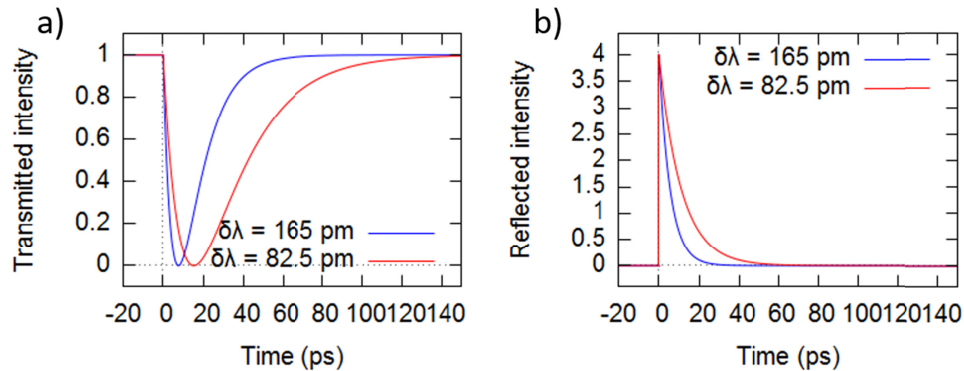 a)
Transmitted intensity
1
0.8
0.6
0.4
0.2
0
δλ = 165 pm
δλ = 82.5 pm
-20 0 20 40 60 80 100120140
Time (ps)
b)
Reflected intensity
4
3.5
3
2.5
2
1.5
1
0.5
0
δλ = 165 pm
δλ = 82.5 pm
-20 0 20 40 60 80 100120140
Time (ps)